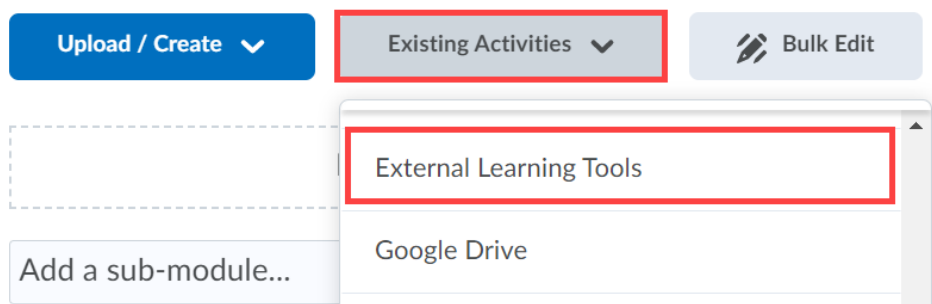 Upload / Create
Existing Activities
Bulk Edit
External Learning Tools
Google Drive
Add a sub-module...